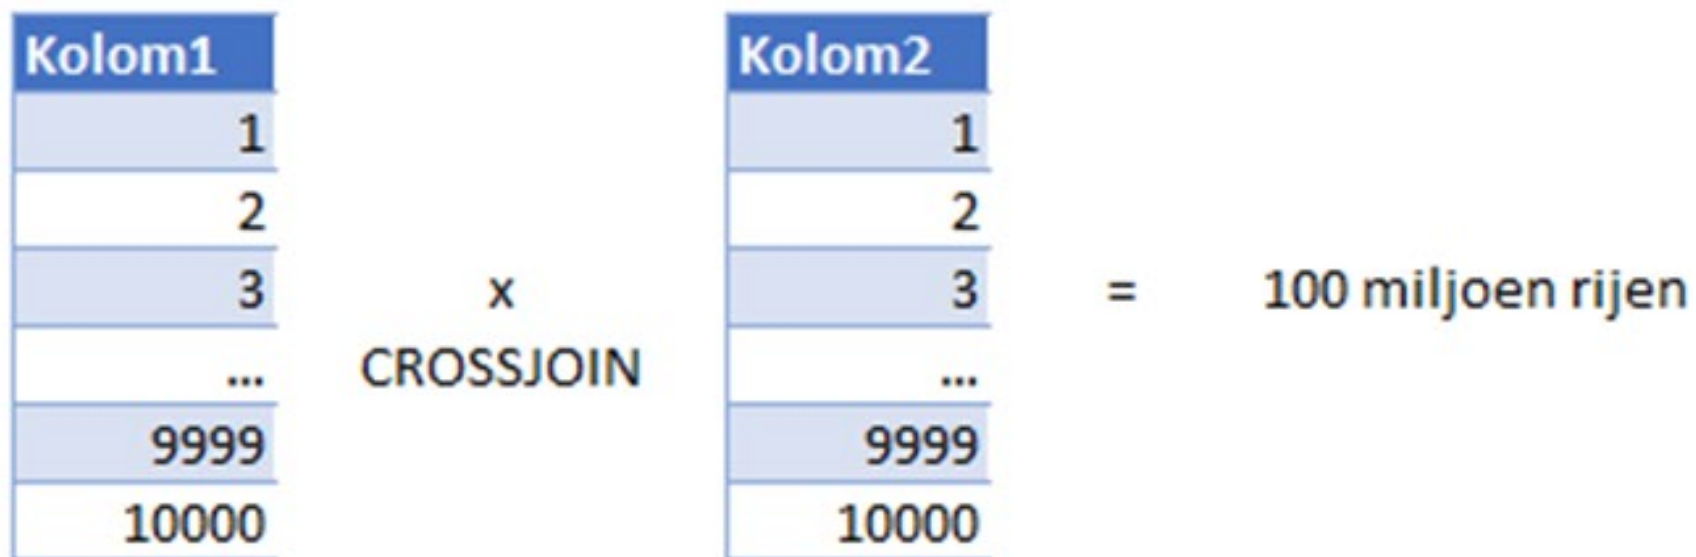 Kolom1 Kolom2
1 1
2 2
3 x 3 = 100 miljoen rijen
... CROSSJOIN ...
9999 9999
10000 10000